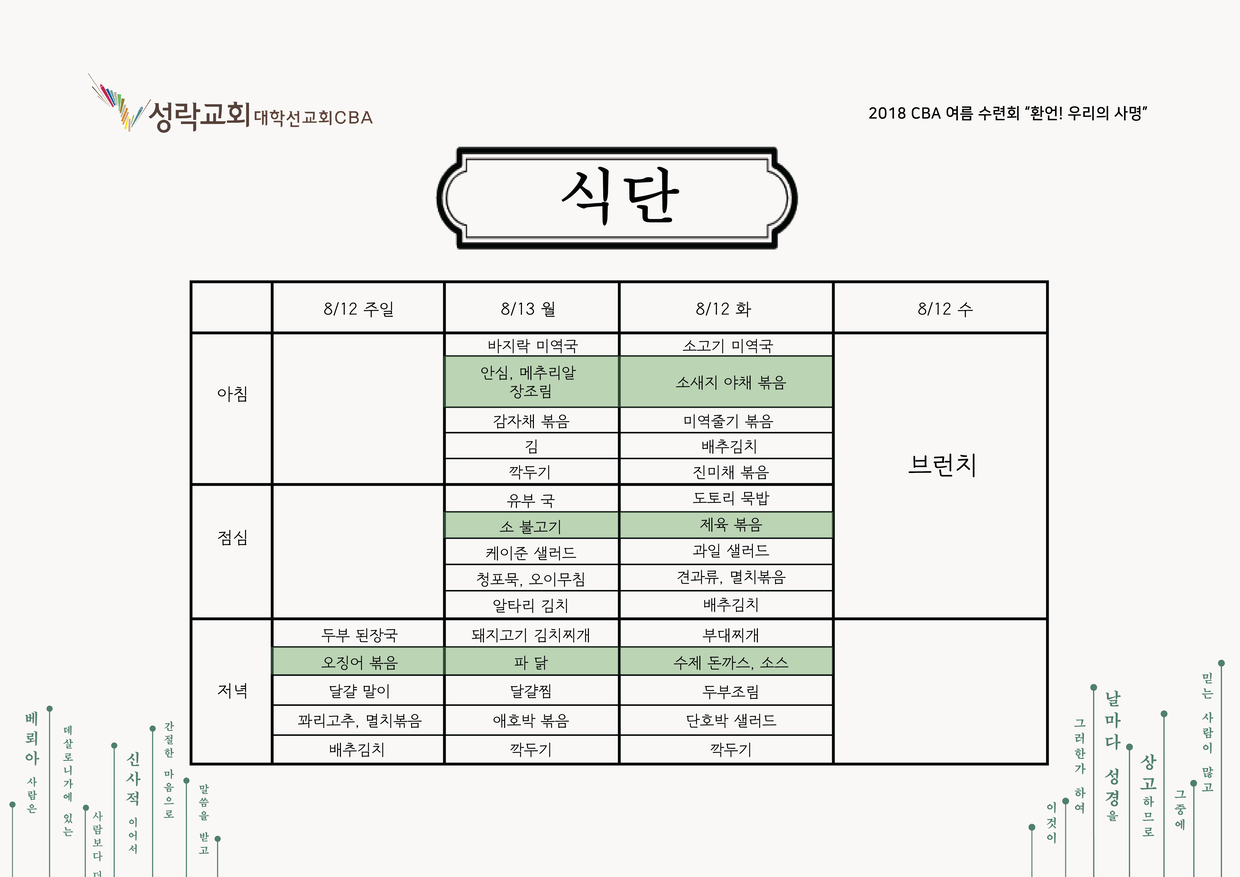 성락교회 대학선교회CBA
2018 CBA 여름 수련회 “환언! 우리의 사명”
식단
8/12 주일
8/13 월
8/12 화
8/12 수
아침
바지락 미역국
소고기 미역국
안심, 메추리알
장조림
소새지 야채 볶음
감자채 볶음
미역줄기 볶음
김
배추김치
깍두기
진미채 볶음
브런치
점심
유부 국
도토리 묵밥
소 불고기
제육 볶음
케이준 샐러드
과일 샐러드
청포묵, 오이무침
견과류, 멸치볶음
알타리 김치
배추김치
저녁
두부 된장국
돼지고기 김치찌개
부대찌개
오징어 볶음
파 닭
수제 돈까스, 소스
달걀 말이
달걀찜
두부조림
꽈리고추, 멸치볶음
애호박 볶음
단호박 샐러드
배추김치
깍두기
깍두기
베뢰아 사람은
데살로니가에 있는
사람보다 더
신사적 이어서
간절한 마음으로
말씀을 받고
이것이
그러한가 하여
날마다 성경을
상고하므로
그중에
믿는 사람이 많고